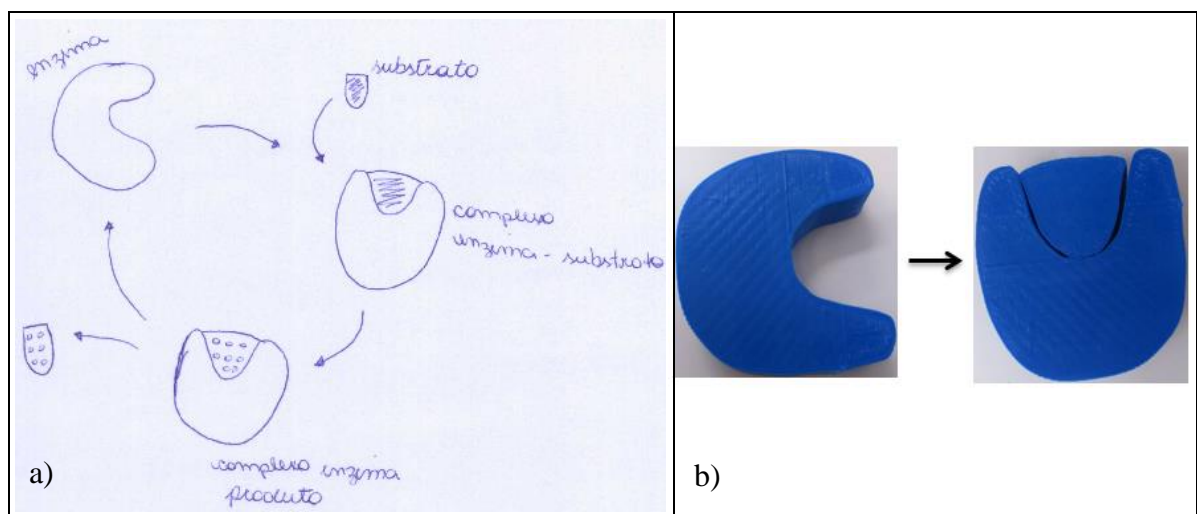 enzima
substrato
complexo
enzima - substrato
complexo enzima
produto
a)
b)